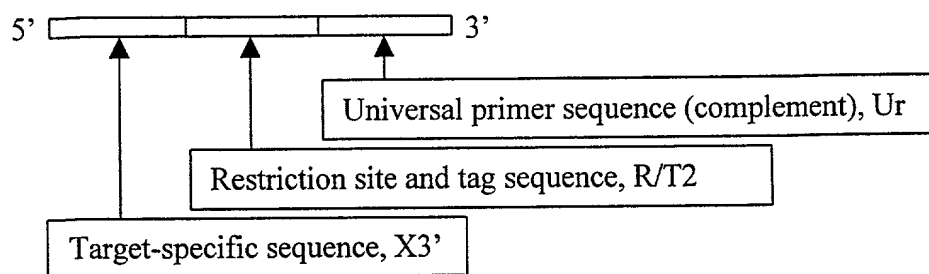 5' 3'
Universal primer sequence (complement), Ur
Restriction site and tag sequence, R/T2
Target-specific sequence, X3'